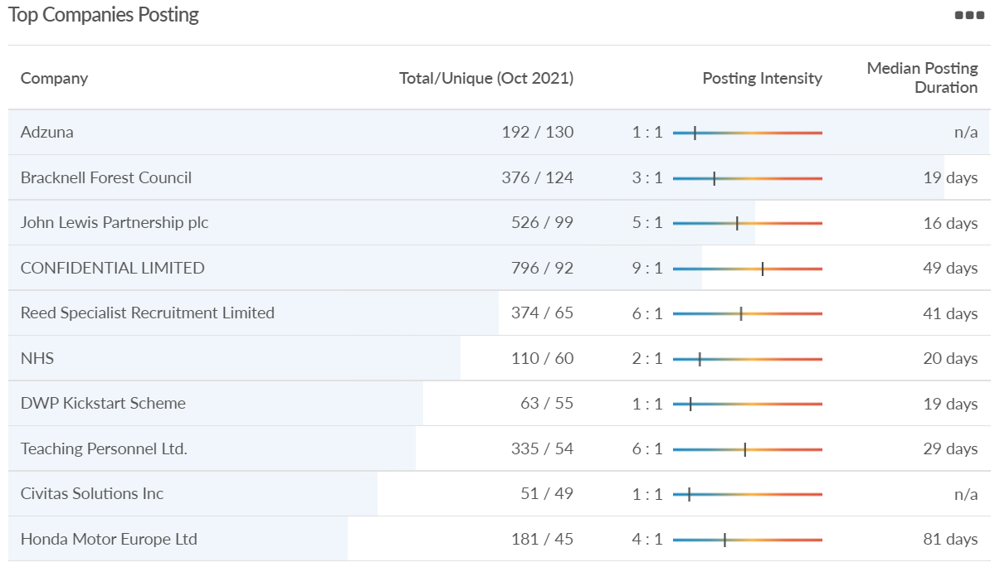 Top Companies Posting
Company Total/Unique (Oct 2021) Posting Intensity Median Posting Duration
Adzuna 192 / 130 1 : 1 n/a
Bracknell Forest Council 376 / 124 3 : 1 19 days
John Lewis Partnership plc 526 / 99 5 : 1 16 days
CONFIDENTIAL LIMITED 796 / 92 9 : 1 49 days
Reed Specialist Recruitment Limited 374 / 65 6 : 1 41 days
NHS 110 / 60 2 : 1 20 days
DWP Kickstart Scheme 63 / 55 1 : 1 19 days
Teaching Personnel Ltd. 335 / 54 6 : 1 29 days
Civitas Solutions Inc 51 / 49 1 : 1 n/a
Honda Motor Europe Ltd 181 / 45 4 : 1 81 days